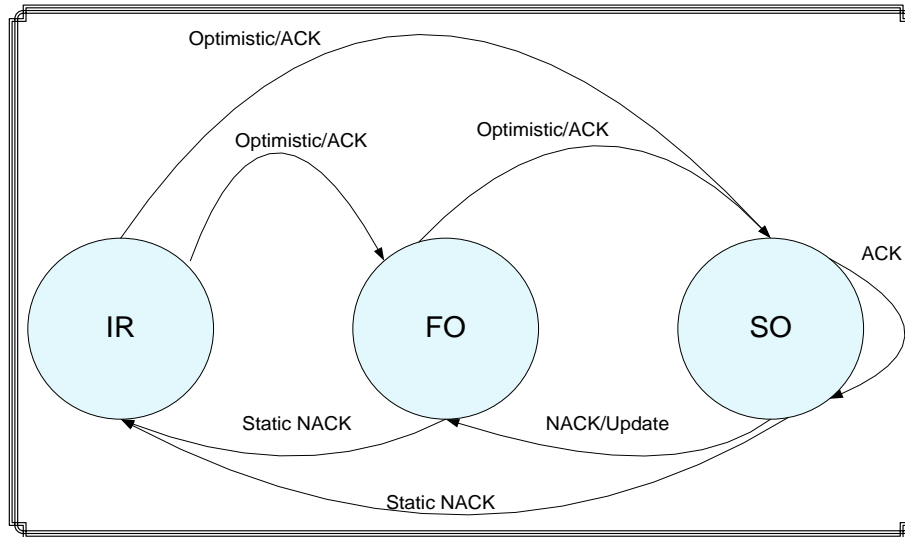 Optimistic/ACK
Optimistic/ACK
Optimistic/ACK
ACK
IR
FO
SO
Static NACK
NACK/Update
Static NACK